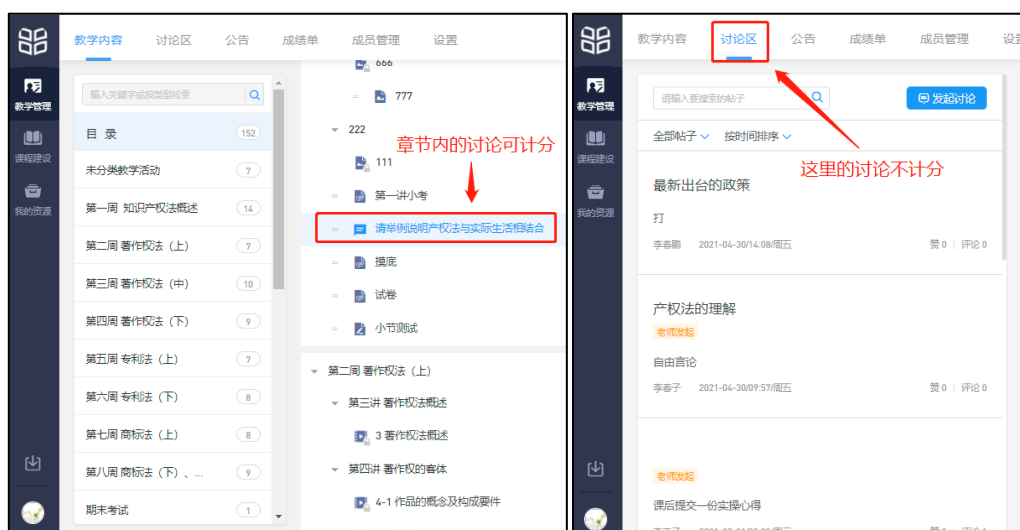 教学内容
讨论区
公告
成绩单
成员管理
设置
教学管理
课程建设
我的资源
输入关键字或按类型检索
目 录
152
未分类教学活动
7
第一周 知识产权法概述
14
第二周 著作权法（上）
7
第三周 著作权法（中）
10
第四周 著作权法（下）
9
第五周 专利法（上）
7
第六周 专利法（下）
8
第七周 商标法（上）
8
第八周 商标法（下）、...
9
期末考试
1
666
777
222
章节内的讨论可计分
111
第一讲小考
请举例说明产权法与实际生活相结合
摸底
试卷
小节测试
第二周 著作权法（上）
第三讲 著作权法概述
3 著作权法概述
第四讲 著作权的客体
4-1 作品的概念及构成要件
教学内容
讨论区
公告
成绩单
成员管理
教学管理
课程建设
我的资源
请输入要搜索的帖子
发起讨论
全部帖子
按时间排序
这里的讨论不计分
最新出台的政策
打
李春鹏 2021-04-30/14:08/周五
赞 0 | 评论 0
产权法的理解
老师发起
自由言论
李春子 2021-04-30/09:57/周五
赞 0 | 评论 0
老师发起
课后提交一份实操心得